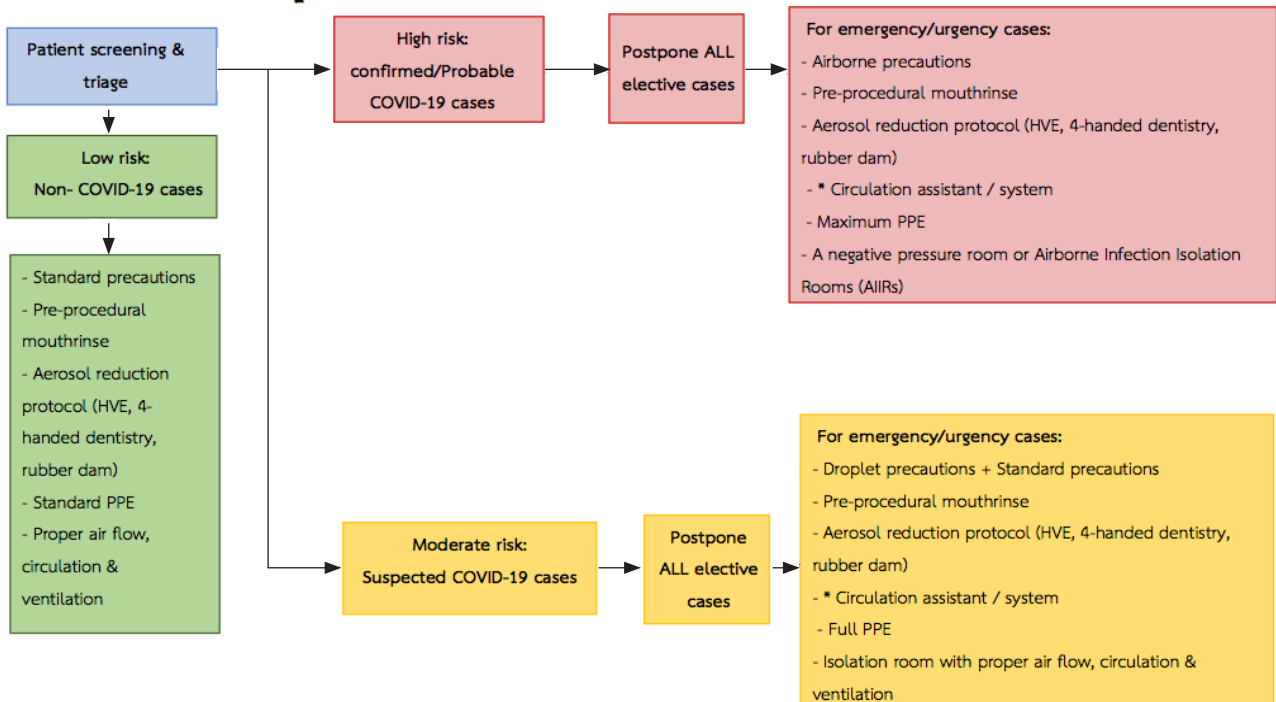 Patient screening &
triage
Low risk:
Non- COVID-19 cases
- Standard precautions
- Pre-procedural
mouthrinse
- Aerosol reduction
protocol (HVE, 4-
handed dentistry,
rubber dam)
- Standard PPE
- Proper air flow,
circulation &
ventilation
High risk:
confirmed/Probable
COVID-19 cases
Postpone ALL
elective cases
For emergency/urgency cases:
- Airborne precautions
- Pre-procedural mouthrinse
- Aerosol reduction protocol (HVE, 4-handed dentistry,
rubber dam)
- * Circulation assistant / system
- Maximum PPE
- A negative pressure room or Airborne Infection Isolation
Rooms (AIIRs)
Moderate risk:
Suspected COVID-19 cases
Postpone
ALL elective
cases
For emergency/urgency cases:
- Droplet precautions + Standard precautions
- Pre-procedural mouthrinse
- Aerosol reduction protocol (HVE, 4-handed dentistry,
rubber dam)
- * Circulation assistant / system
- Full PPE
- Isolation room with proper air flow, circulation &
ventilation